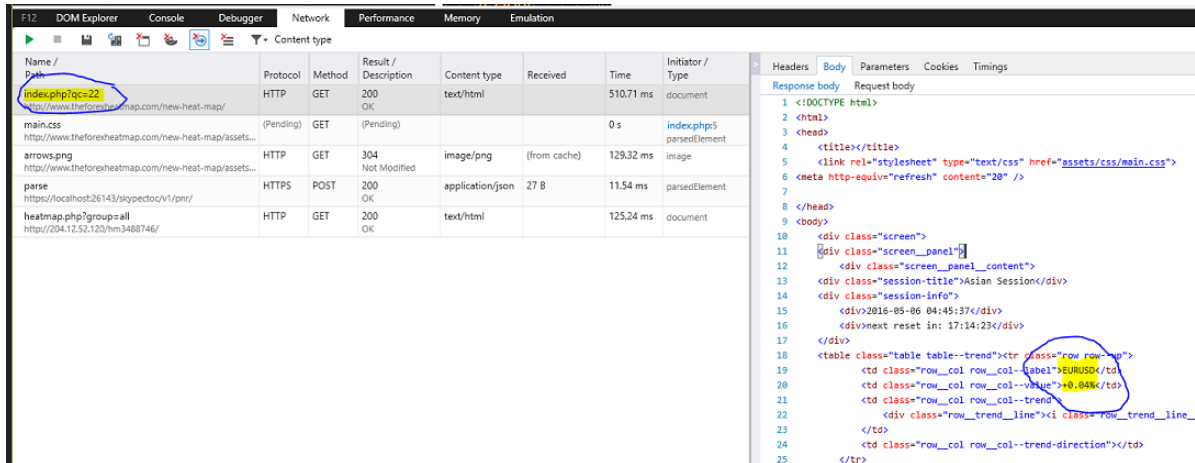 F12 DOM Explorer Console Debugger Network Performance Memory Emulation
Content type
Name /
Path
Protocol
Method
Result /
Description
Content type
Received
Time
Initiator /
Type
index.php?qc=22 HTTP GET 200 text/html 510.71 ms document
http://www.theforexheatmap.com/new-heat-map/ OK
main.css (Pending) GET (Pending) 0 s index.php:5
http://www.theforexheatmap.com/new-heat-map/assets... parsedElement
arrows.png HTTP GET 304 image/png (from cache) 129.32 ms image
http://www.theforexheatmap.com/new-heat-map/assets... Not Modified
parse HTTPS POST 200 application/json 27 B 11.54 ms parsedElement
https://localhost:26143/skypectoc/v1/pnr/ OK
heatmap.php?group=all HTTP GET 200 text/html 125.24 ms document
http://204.12.52.120/hm3488746/ OK
Headers Body Parameters Cookies Timings
Response body Request body
1 <!DOCTYPE html>
2 <html>
3 <head>
4 <title></title>
5 <link rel="stylesheet" type="text/css" href="assets/css/main.css">
6 <meta http-equiv="refresh" content="20" />
7
8 </head>
9 <body>
10 <div class="screen">
11 <div class="screen__panel">
12 <div class="screen__panel__content">
13 <div class="session-title">Asian Session</div>
14 <div class="session-info">
15 <div>2016-05-06 04:45:37</div>
16 <div>next reset in: 17:14:23</div>
17 </div>
18 <table class="table table--trend"><tr class="row row--up">
19 <td class="row__col row__col--label">EURUSD</td>
20 <td class="row__col row__col--value">+0.04%</td>
21 <td class="row__col row__col--trend">
22 <div class="row__trend__line"><i class="row__trend__line_
23 </td>
24 <td class="row__col row__col--trend-direction"></td>
25 </tr>